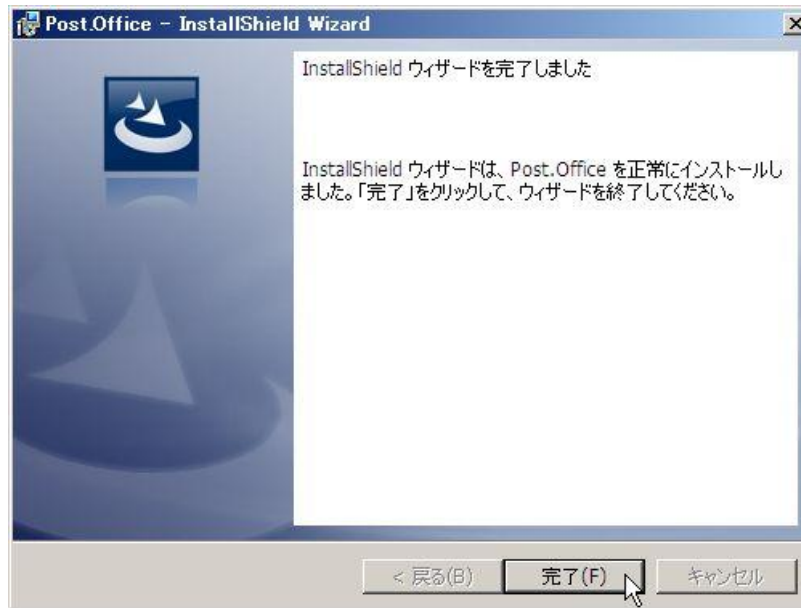 Post.Office - InstallShield Wizard
InstallShield ウィザードを完了しました
InstallShield ウィザードは、Post.Office を正常にインストールし
ました。「完了」をクリックして、ウィザードを終了してください。
< 戻る(B)
完了(F)
キャンセル